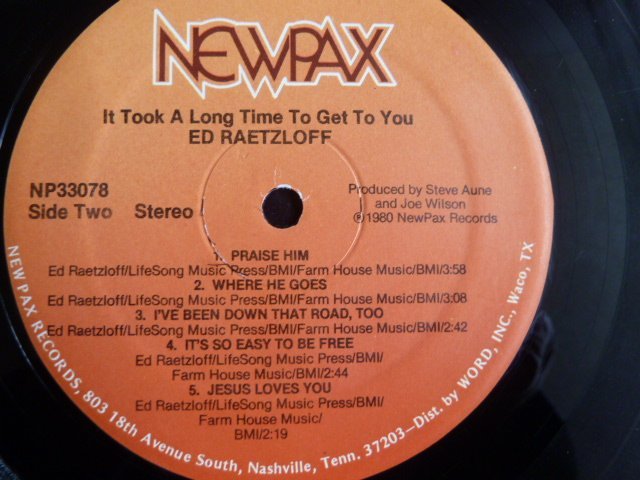 NEWPAX
It Took A Long Time To Get To You
ED RAETZLOFF
NP33078
Side Two Stereo
Produced by Steve Aune
and Joe Wilson
℗1980 NewPax Records
1. PRAISE HIM
Ed Raetzloff/LifeSong Music Press/BMI/Farm House Music/BMI/3:58
2. WHERE HE GOES
Ed Raetzloff/LifeSong Music Press/BMI/Farm House Music/BMI/3:08
3. I'VE BEEN DOWN THAT ROAD, TOO
Ed Raetzloff/LifeSong Music Press/BMI/Farm House Music/BMI/2:42
4. IT'S SO EASY TO BE FREE
Ed Raetzloff/LifeSong Music Press/BMI/
Farm House Music/BMI/2:44
5. JESUS LOVES YOU
Ed Raetzloff/LifeSong Music Press/BMI/
Farm House Music/
BMI/2:19
NEWPAX RECORDS, 803 18th Avenue South, Nashville, Tenn. 37203–Dist. by WORD, INC., Waco, TX